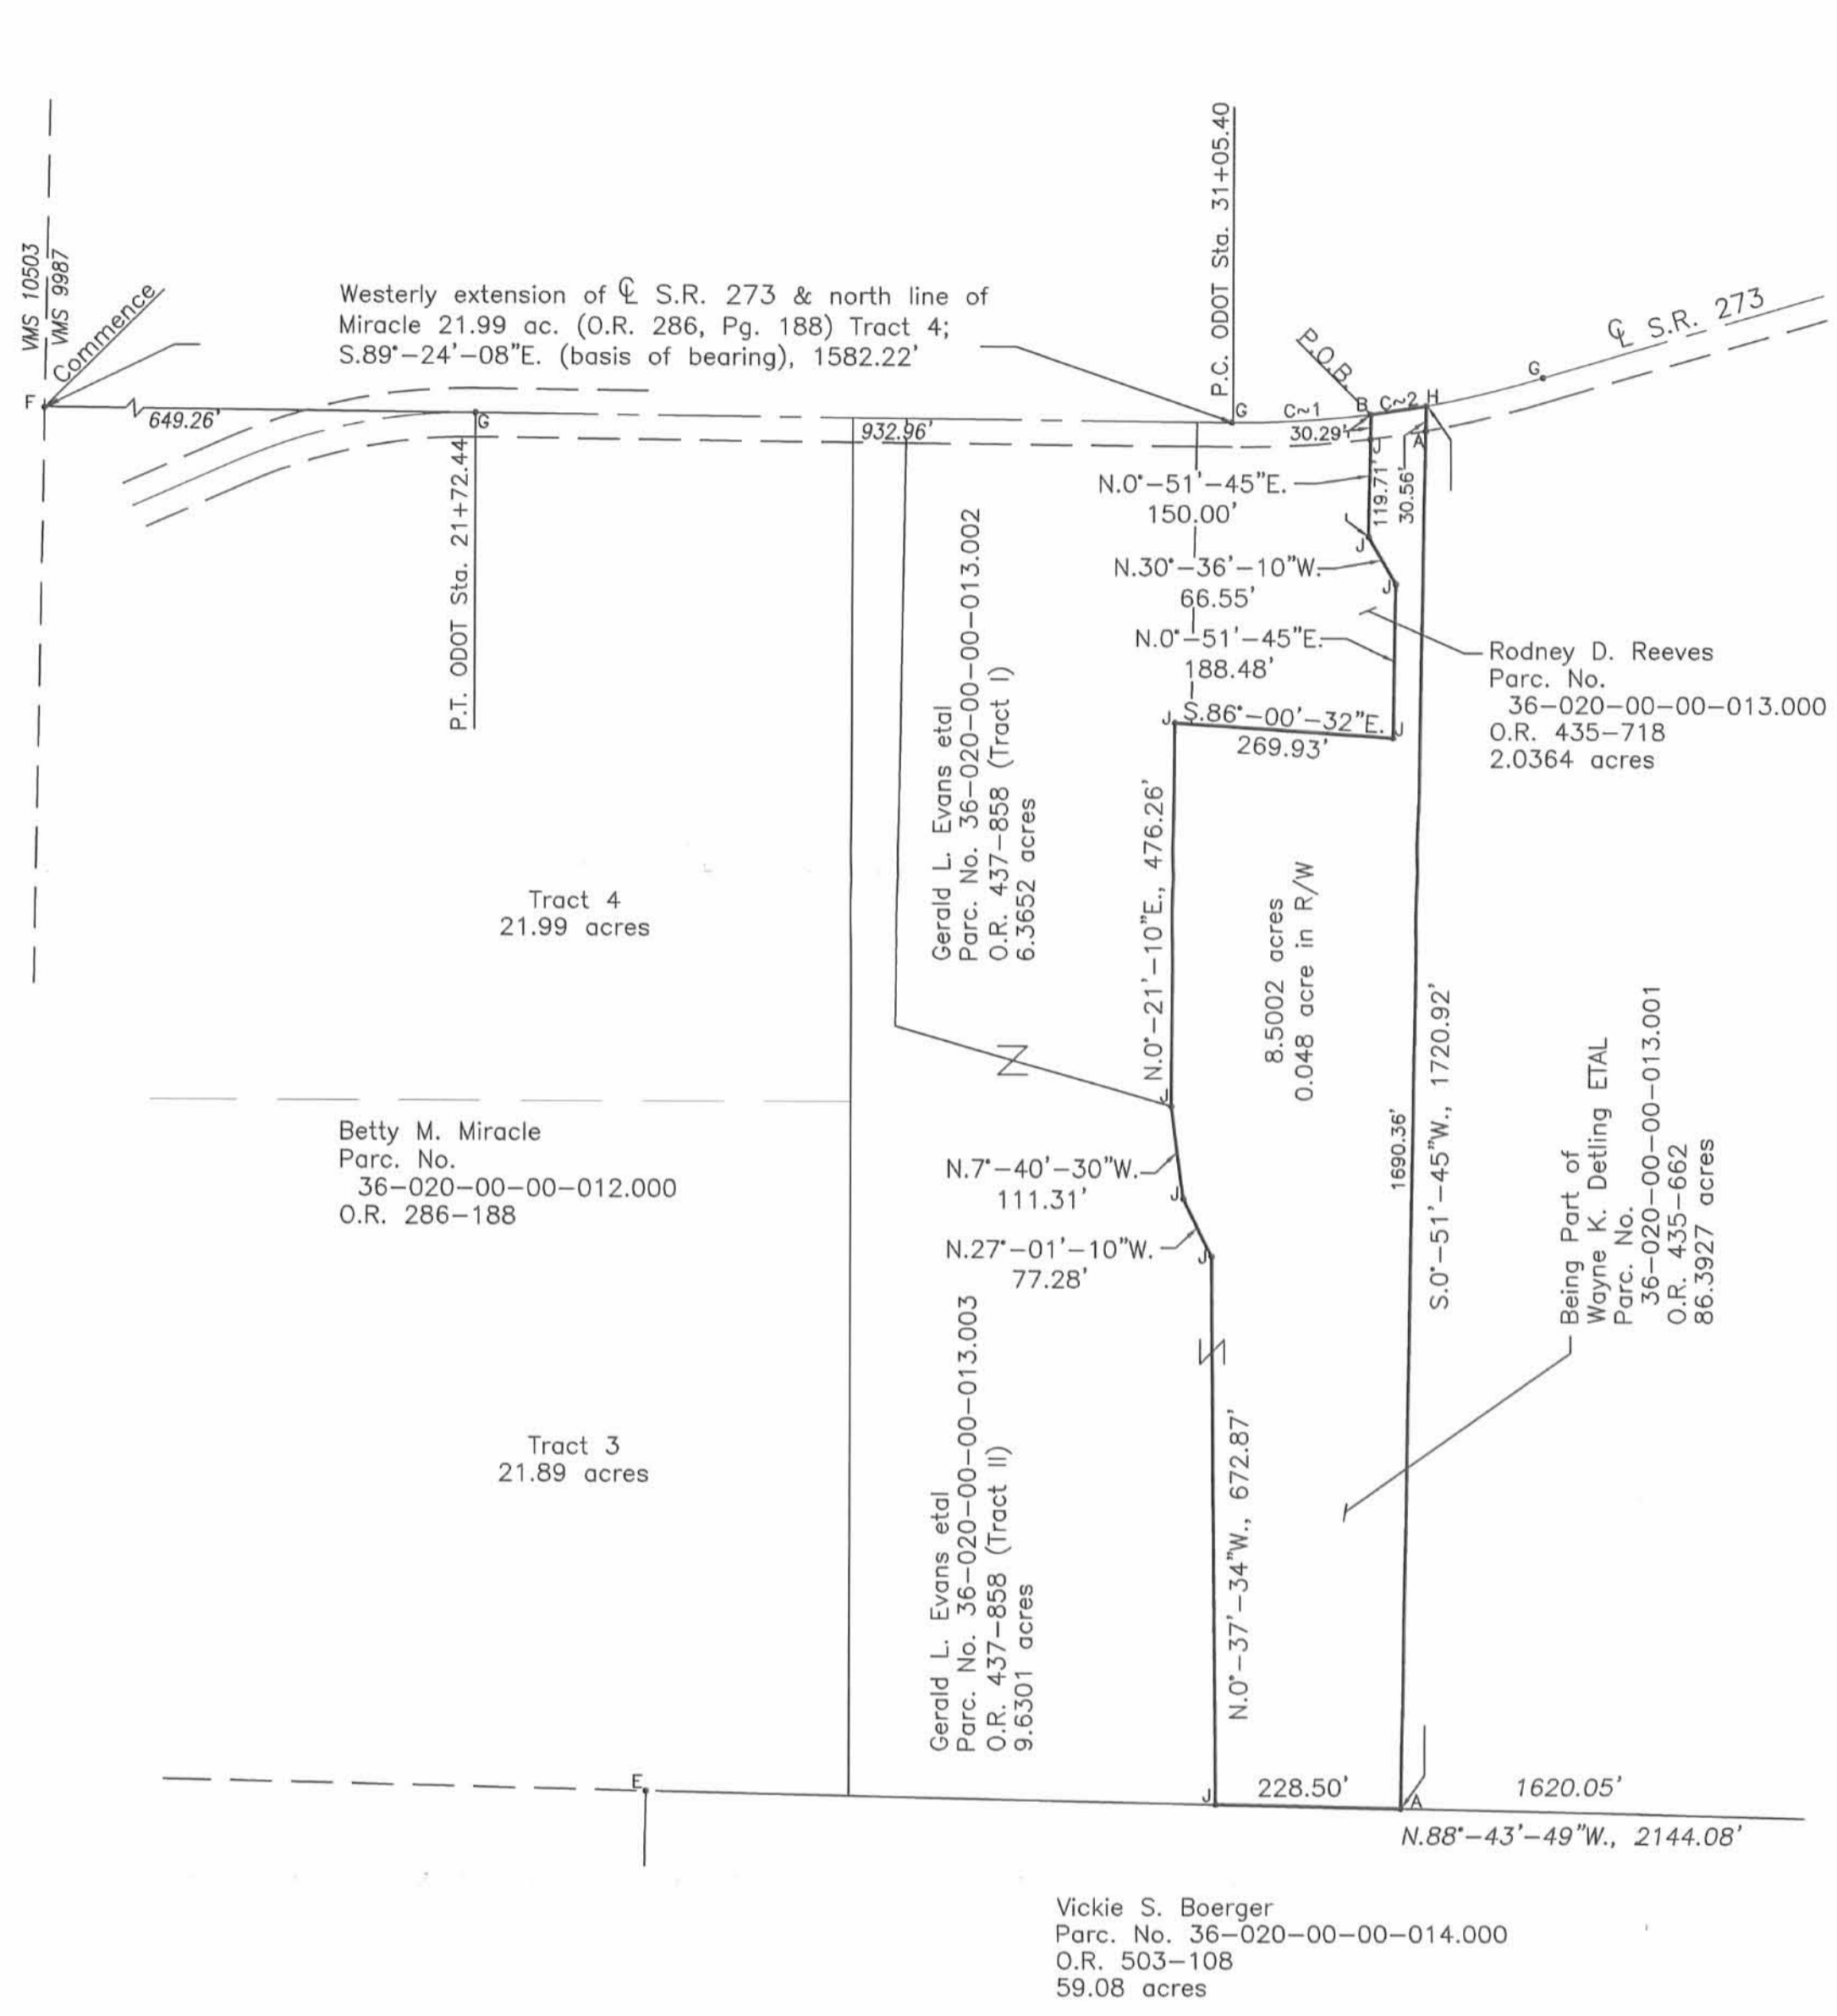 VMS 10503
VMS 9987
Commence
F
649.26'
Westerly extension of ℄ S.R. 273 & north line of
Miracle 21.99 ac. (O.R. 286, Pg. 188) Tract 4;
S.89°-24'-08"E. (basis of bearing), 1582.22'
G
P.T. ODOT Sta. 21+72.44
932.96'
P.C. ODOT Sta. 31+05.40
G
C~1
P.O.B.
B
C~2
H
G
℄ S.R. 273
30.29'
J
A
119.71'
30.56'
N.0°-51'-45"E.
150.00'
J
N.30°-36'-10"W.
66.55'
J
N.0°-51'-45"E.
188.48'
J
S.86°-00'-32"E.
J
269.93'
Rodney D. Reeves
Parc. No.
36-020-00-00-013.000
O.R. 435-718
2.0364 acres
Gerald L. Evans etal
Parc. No. 36-020-00-00-013.002
O.R. 437-858 (Tract I)
6.3652 acres
N.0°-21'-10"E., 476.26'
8.5002 acres
0.048 acre in R/W
Tract 4
21.99 acres
S.0°-51'-45"W., 1720.92'
1690.36'
Being Part of
Wayne K. Detling ETAL
Parc. No.
36-020-00-00-013.001
O.R. 435-662
86.3927 acres
Betty M. Miracle
Parc. No.
36-020-00-00-012.000
O.R. 286-188
J
N.7°-40'-30"W.
111.31'
J
N.27°-01'-10"W.
77.28'
J
Gerald L. Evans etal
Parc. No. 36-020-00-00-013.003
O.R. 437-858 (Tract II)
9.6301 acres
N.0°-37'-34"W., 672.87'
Tract 3
21.89 acres
E
J
228.50'
A
1620.05'
N.88°-43'-49"W., 2144.08'
Vickie S. Boerger
Parc. No. 36-020-00-00-014.000
O.R. 503-108
59.08 acres